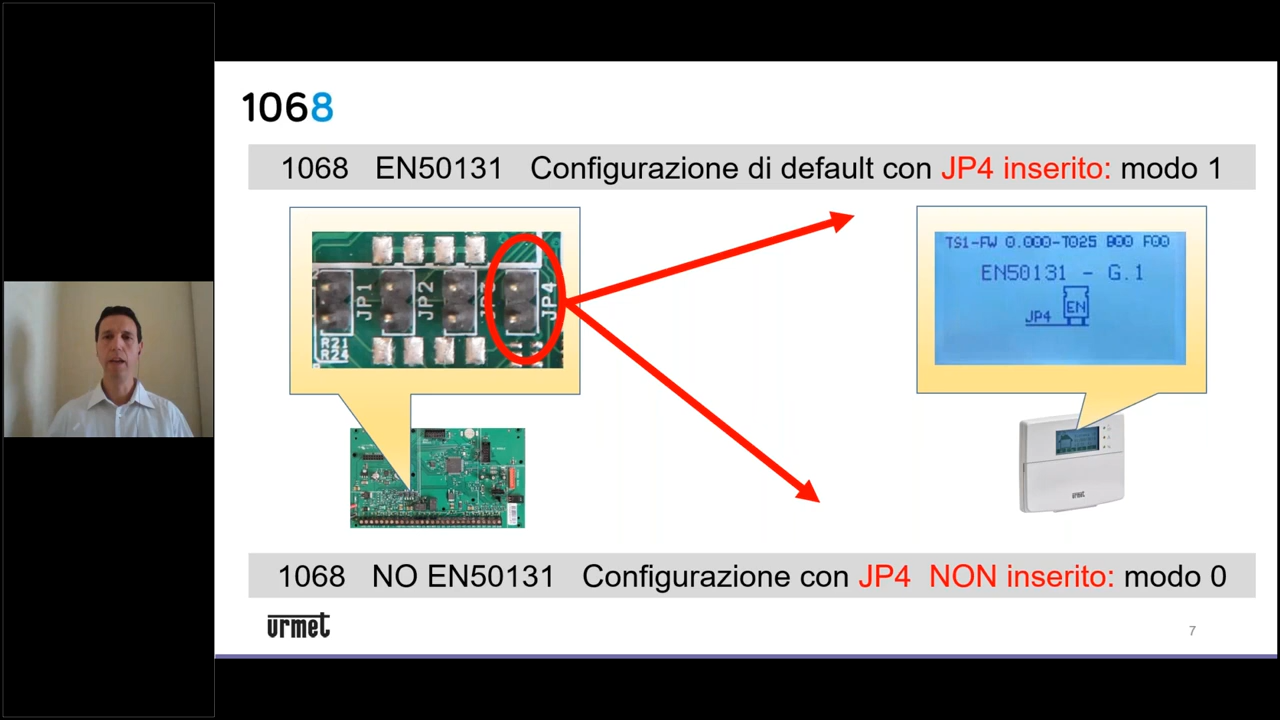 1068
1068 EN50131 Configurazione di default con JP4 inserito: modo 1
JP1
JP2
JP3
JP4
R21
R24
TS1-FW 0.000-T025 B00 F00
EN50131 - G.1
EN
JP4
urmet
1068 NO EN50131 Configurazione con JP4 NON inserito: modo 0
urmet
7